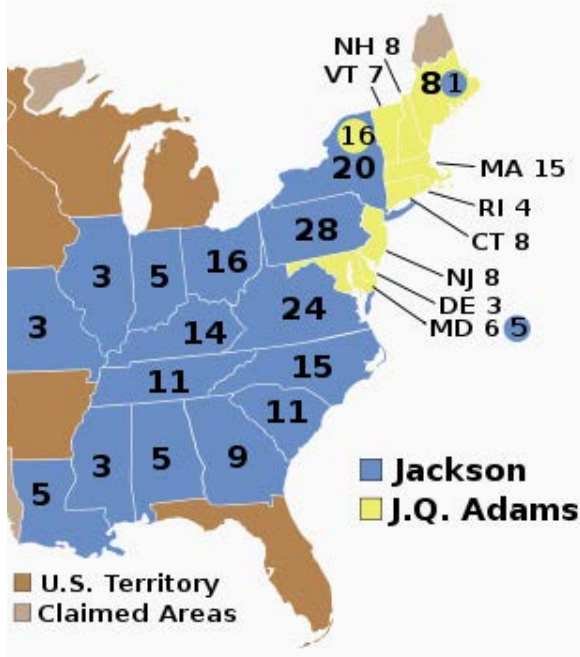 NH 8
VT 7
8 1
16
20
MA 15
RI 4
CT 8
28
NJ 8
DE 3
MD 6 5
3
5
16
3
24
14
15
11
11
3
5
9
5
Jackson
J.Q. Adams
U.S. Territory
Claimed Areas